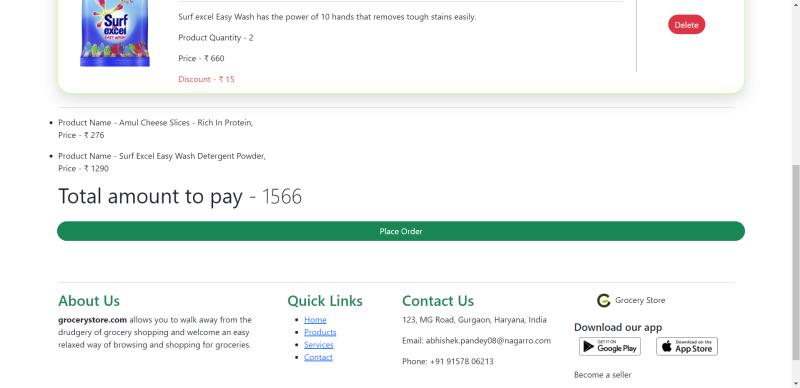 Surf
excel
EASY WASH
Surf excel Easy Wash has the power of 10 hands that removes tough stains easily.
Product Quantity - 2
Price - ₹ 660
Discount - ₹ 15
Delete
Product Name - Amul Cheese Slices - Rich In Protein,
Price - ₹ 276
Product Name - Surf Excel Easy Wash Detergent Powder,
Price - ₹ 1290
Total amount to pay - 1566
Place Order
About Us
grocerystore.com allows you to walk away from the
drudgery of grocery shopping and welcome an easy
relaxed way of browsing and shopping for groceries.
Quick Links
Home
Products
Services
Contact
Contact Us
123, MG Road, Gurgaon, Haryana, India
Email: abhishek.pandey08@nagarro.com
Phone: +91 91578 06213
Grocery Store
Download our app
GET IT ON
Google Play
Download on the
App Store
Become a seller